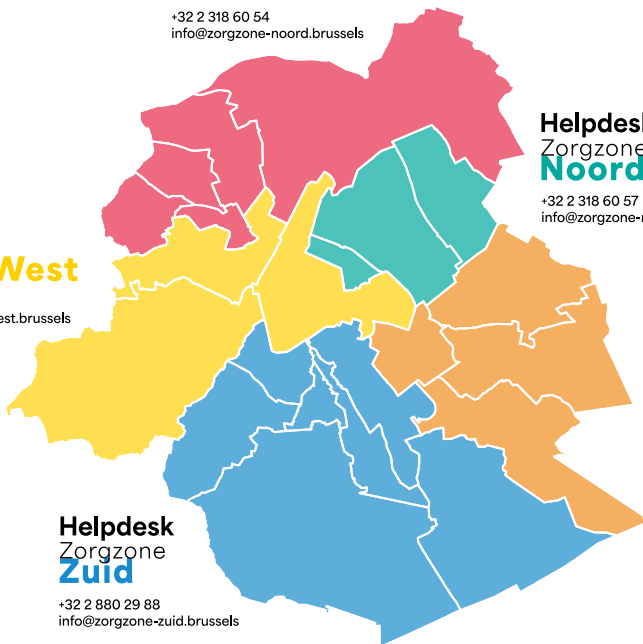 +32 2 318 60 54
info@zorgzone-noord.brussels
Helpdesk
Zorgzone
Noord
+32 2 318 60 57
West
Helpdesk
Zorgzone
Zuid
+32 2 880 29 88
info@zorgzone-zuid.brussels